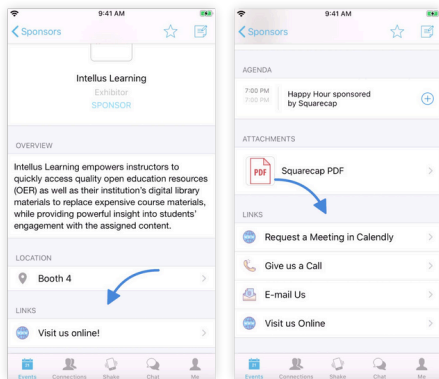 9:41 AM
Sponsors
Intellus Learning
Exhibitor
SPONSOR
OVERVIEW
Intellus Learning empowers instructors to
quickly access quality open education resources
(OER) as well as their institution's digital library
materials to replace expensive course materials,
while providing powerful insight into students'
engagement with the assigned content.
LOCATION
Booth 4
LINKS
Visit us online!
Events Connections Shake Chat Me
9:41 AM
Sponsors
AGENDA
7:00 PM
7:00 PM
Happy Hour sponsored
by Squarecap
ATTACHMENTS
PDF
Squarecap PDF
LINKS
Request a Meeting in Calendly
Give us a Call
E-mail Us
Visit us Online
Events Connections Shake Chat Me